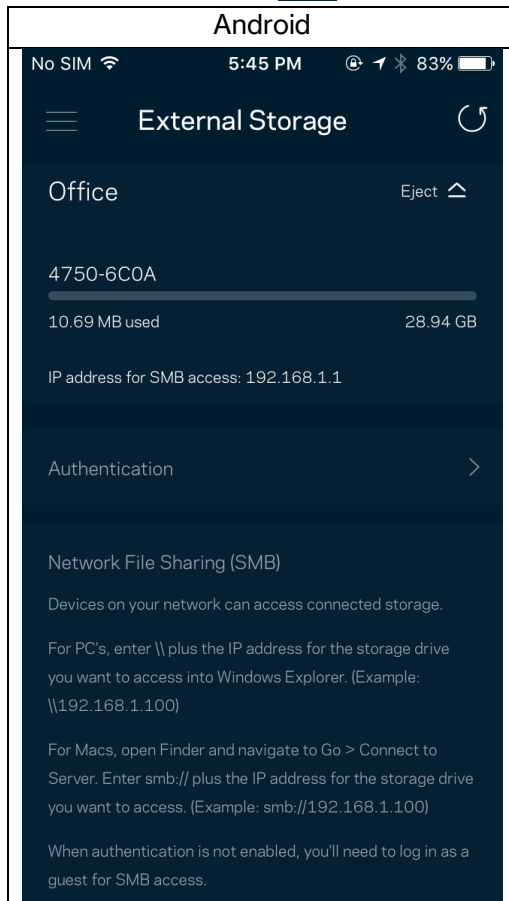 Android
No SIM 5:45 PM 83%
External Storage
Office Eject
4750-6C0A
10.69 MB used 28.94 GB
IP address for SMB access: 192.168.1.1
Authentication
Network File Sharing (SMB)
Devices on your network can access connected storage.
For PC's, enter \\ plus the IP address for the storage drive
you want to access into Windows Explorer. (Example:
\\192.168.1.100)
For Macs, open Finder and navigate to Go > Connect to
Server. Enter smb:// plus the IP address for the storage drive
you want to access. (Example: smb://192.168.1.100)
When authentication is not enabled, you'll need to log in as a
guest for SMB access.